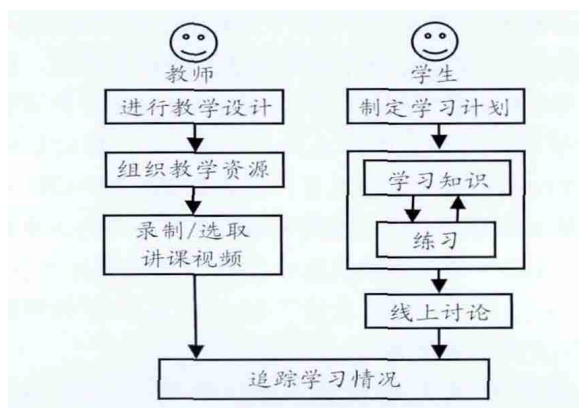 教师
学生
进行教学设计
制定学习计划
组织教学资源
学习知识
录制/选取
讲课视频
练习
线上讨论
追踪学习情况